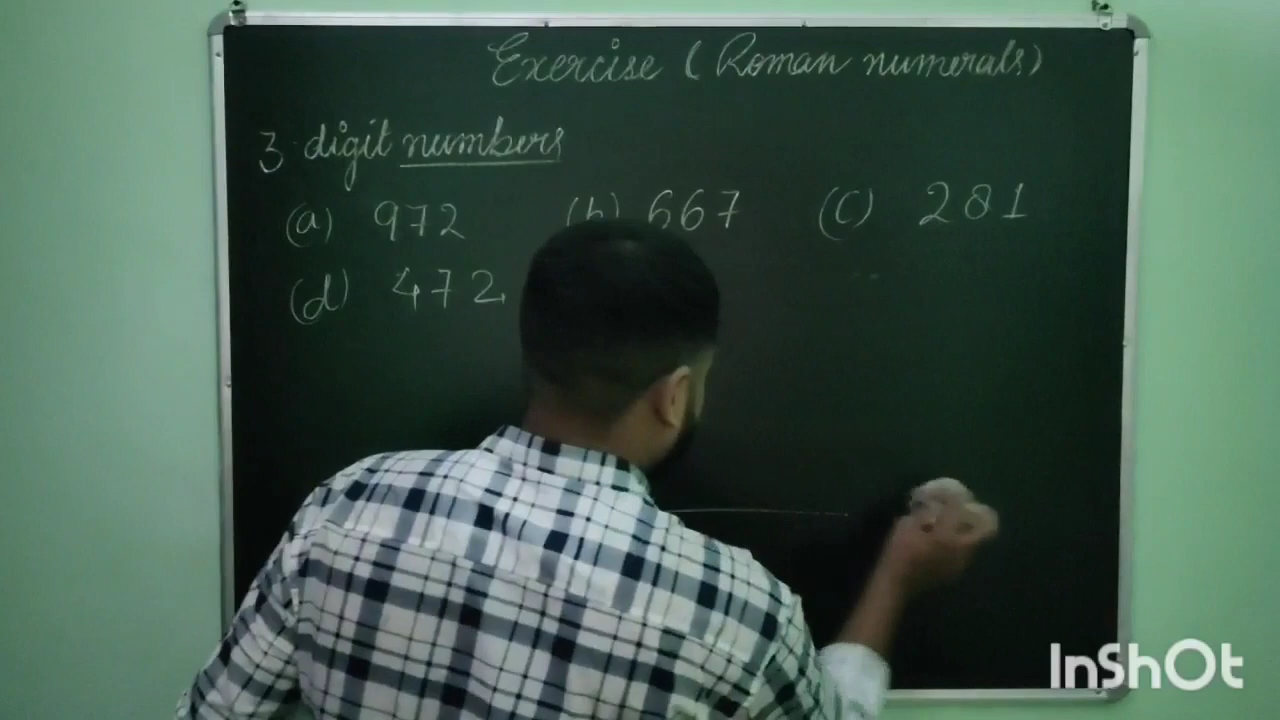 Exercise (Roman numerals)
3 digit numbers
(a) 972 (b) 667 (c) 281
(d) 472
InShOt